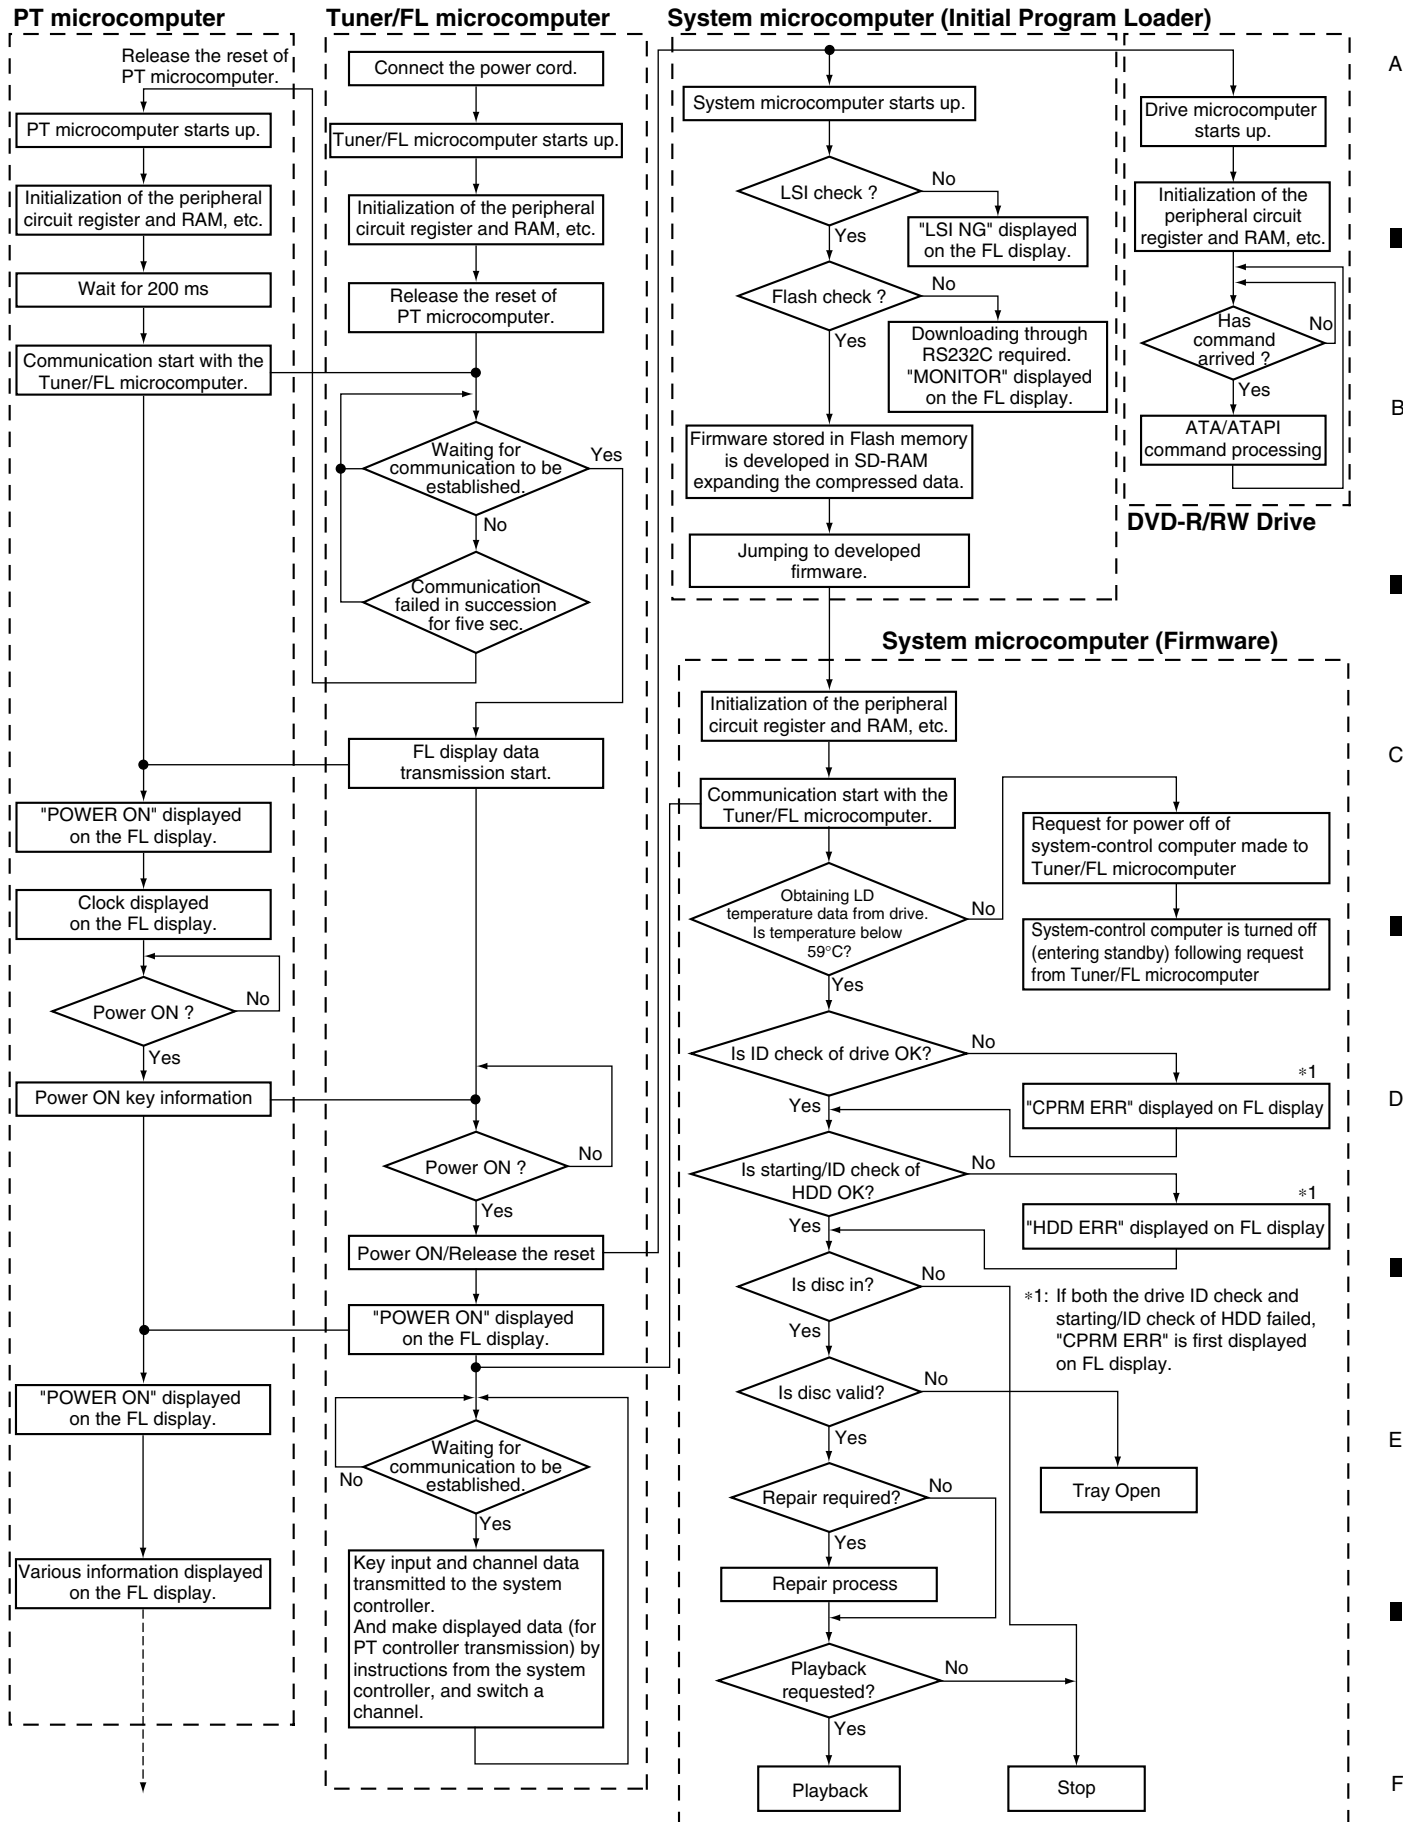 PT microcomputer
Release the reset of
PT microcomputer.
PT microcomputer starts up.
Initialization of the peripheral
circuit register and RAM, etc.
Wait for 200 ms
Communication start with the
Tuner/FL microcomputer.
"POWER ON" displayed
on the FL display.
Clock displayed
on the FL display.
Power ON ?
No
Yes
Power ON key information
"POWER ON" displayed
on the FL display.
Various information displayed
on the FL display.
Tuner/FL microcomputer
Connect the power cord.
Tuner/FL microcomputer starts up.
Initialization of the peripheral
circuit register and RAM, etc.
Release the reset of
PT microcomputer.
Waiting for
communication to be
established.
Yes
No
Communication
failed in succession
for five sec.
FL display data
transmission start.
Power ON ?
No
Yes
Power ON/Release the reset
"POWER ON" displayed
on the FL display.
Waiting for
communication to be
established.
No
Yes
Key input and channel data
transmitted to the system
controller.
And make displayed data (for
PT controller transmission) by
instructions from the system
controller, and switch a
channel.
System microcomputer (Initial Program Loader)
System microcomputer starts up.
LSI check ?
No
Yes
"LSI NG" displayed
on the FL display.
Flash check ?
No
Yes
Downloading through
RS232C required.
"MONITOR" displayed
on the FL display.
Firmware stored in Flash memory
is developed in SD-RAM
expanding the compressed data.
Jumping to developed
firmware.
Drive microcomputer
starts up.
Initialization of the
peripheral circuit
register and RAM, etc.
Has
command
arrived ?
No
Yes
ATA/ATAPI
command processing
DVD-R/RW Drive
System microcomputer (Firmware)
Initialization of the peripheral
circuit register and RAM, etc.
Communication start with the
Tuner/FL microcomputer.
Obtaining LD
temperature data from drive.
Is temperature below
59°C?
No
Yes
Request for power off of
system-control computer made to
Tuner/FL microcomputer
System-control computer is turned off
(entering standby) following request
from Tuner/FL microcomputer
Is ID check of drive OK?
No
Yes
*1
"CPRM ERR" displayed on FL display
Is starting/ID check of
HDD OK?
No
Yes
*1
"HDD ERR" displayed on FL display
Is disc in?
No
Yes
*1: If both the drive ID check and
starting/ID check of HDD failed,
"CPRM ERR" is first displayed
on FL display.
Is disc valid?
No
Yes
Tray Open
Repair required?
No
Yes
Repair process
Playback
requested?
No
Yes
Playback
Stop
A
B
C
D
E
F